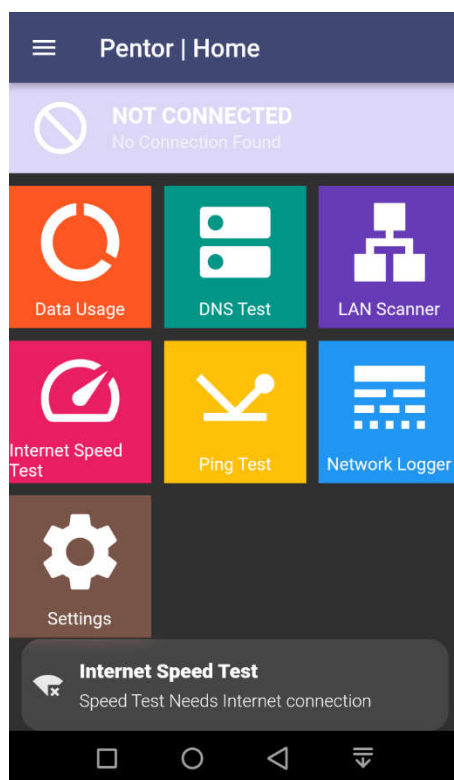 Pentor | Home
NOT CONNECTED
No Connection Found
Data Usage
DNS Test
LAN Scanner
Internet Speed
Test
Ping Test
Network Logger
Settings
Internet Speed Test
Speed Test Needs Internet connection